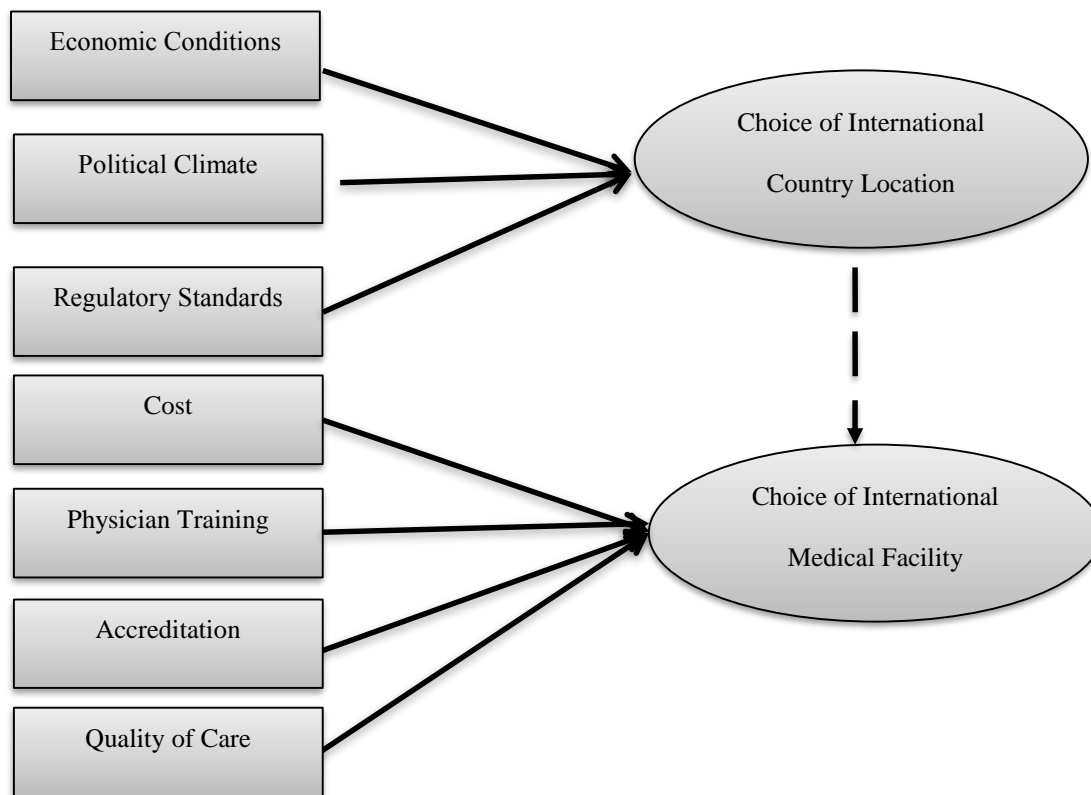 Economic Conditions
Political Climate
Regulatory Standards
Cost
Physician Training
Accreditation
Quality of Care
Choice of International
Country Location
Choice of International
Medical Facility